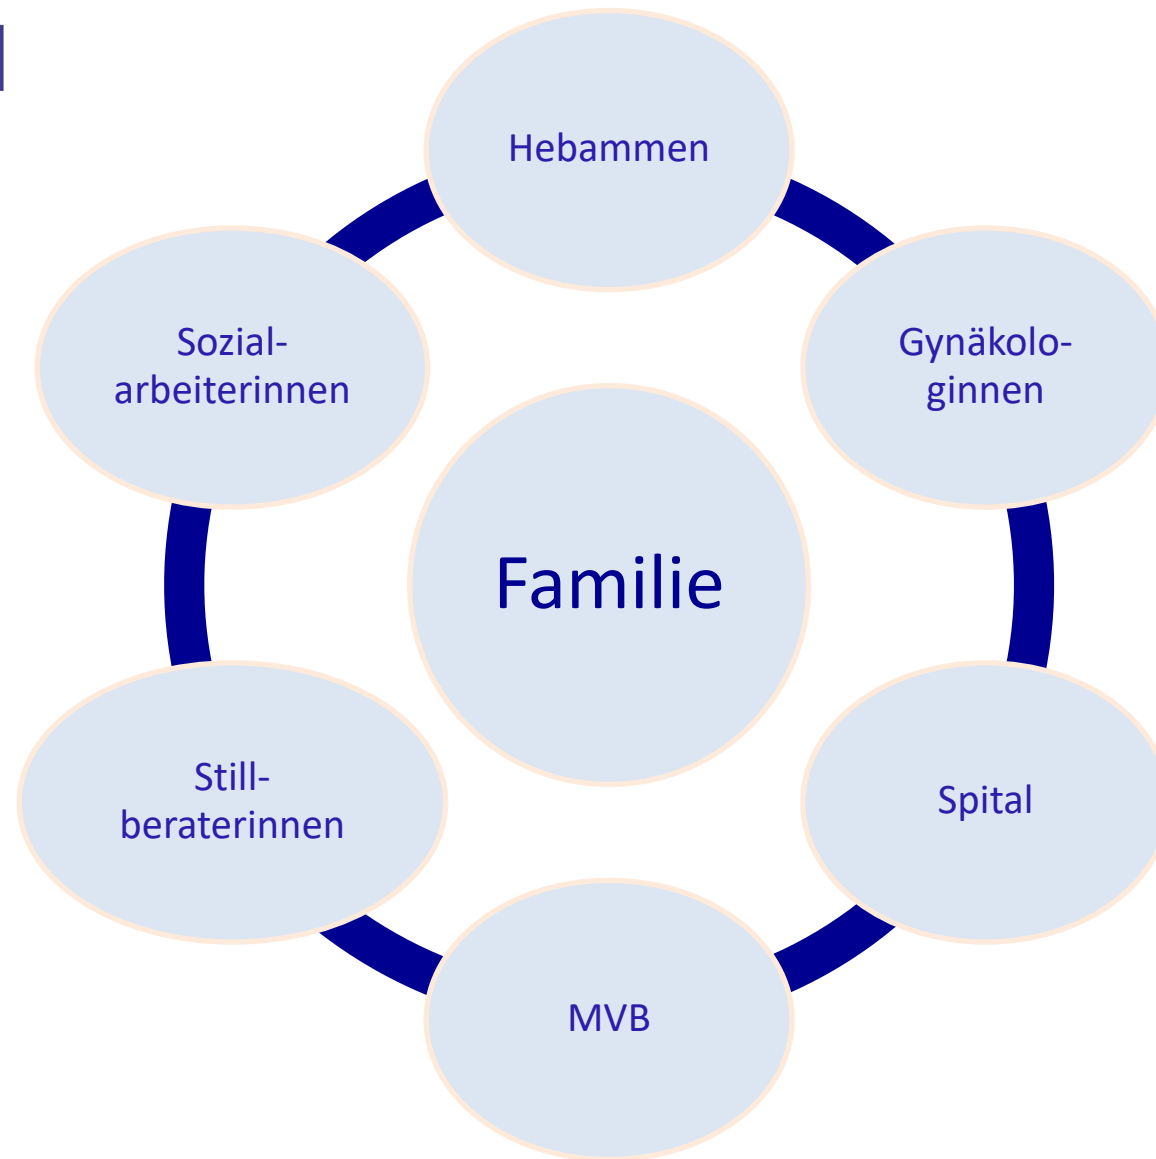 Hebammen
Sozial-
arbeiterinnen
Gynäkolo-
ginnen
Familie
Still-
beraterinnen
Spital
MVB